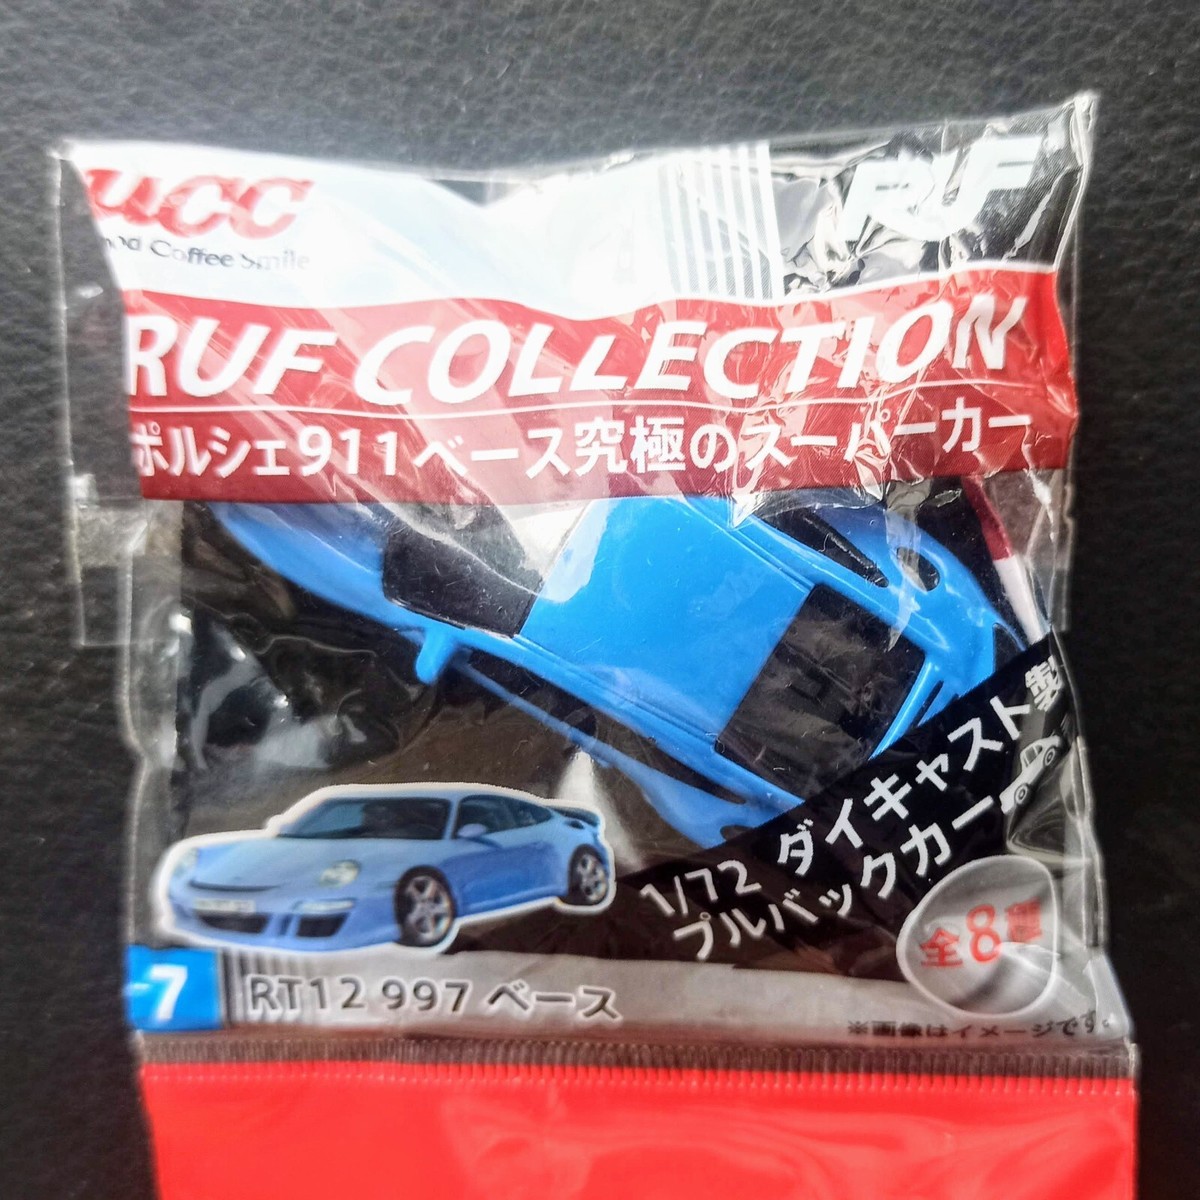 ucc
Coffee Smile
RUF
RUF COLLECTION
ポルシェ911ベース究極のスーパーカー
1/72 ダイキャスト製
プルバックカー
全8種
-7
RT12 997 ベース
※画像はイメージです。